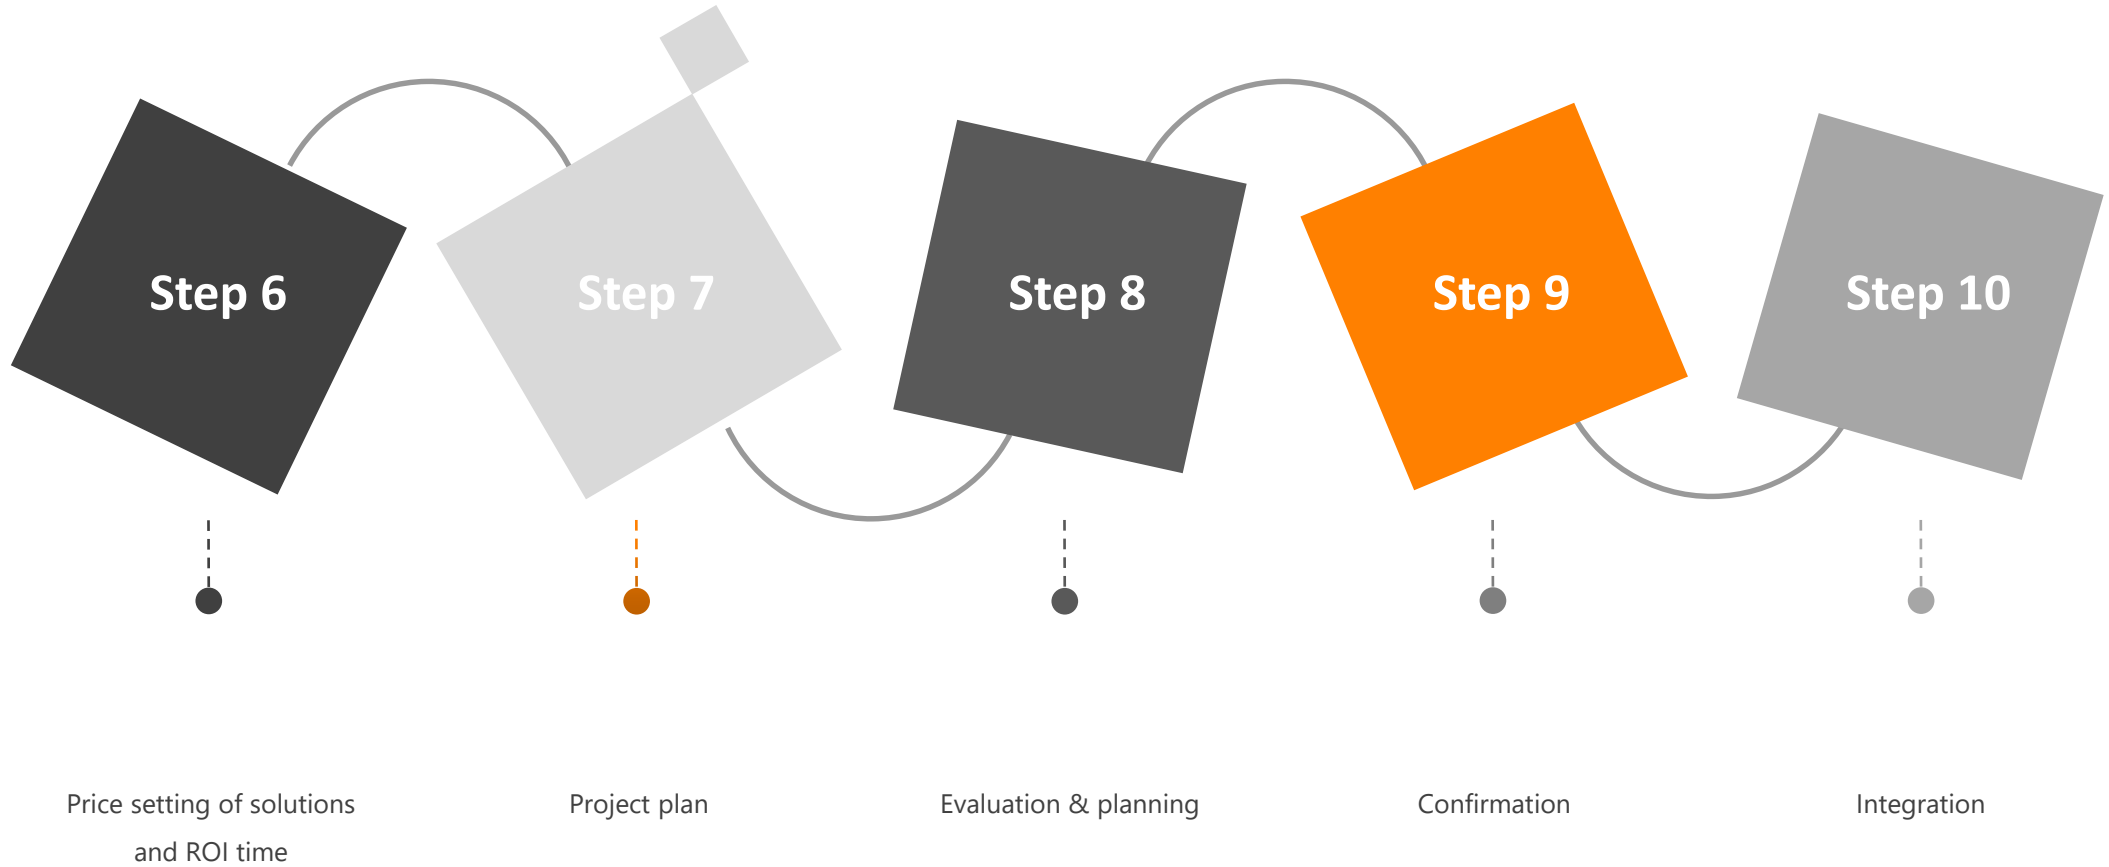 Step 6
Step 7
Step 8
Step 9
Step 10
Price setting of solutions
and ROI time
Project plan
Evaluation & planning
Confirmation
Integration